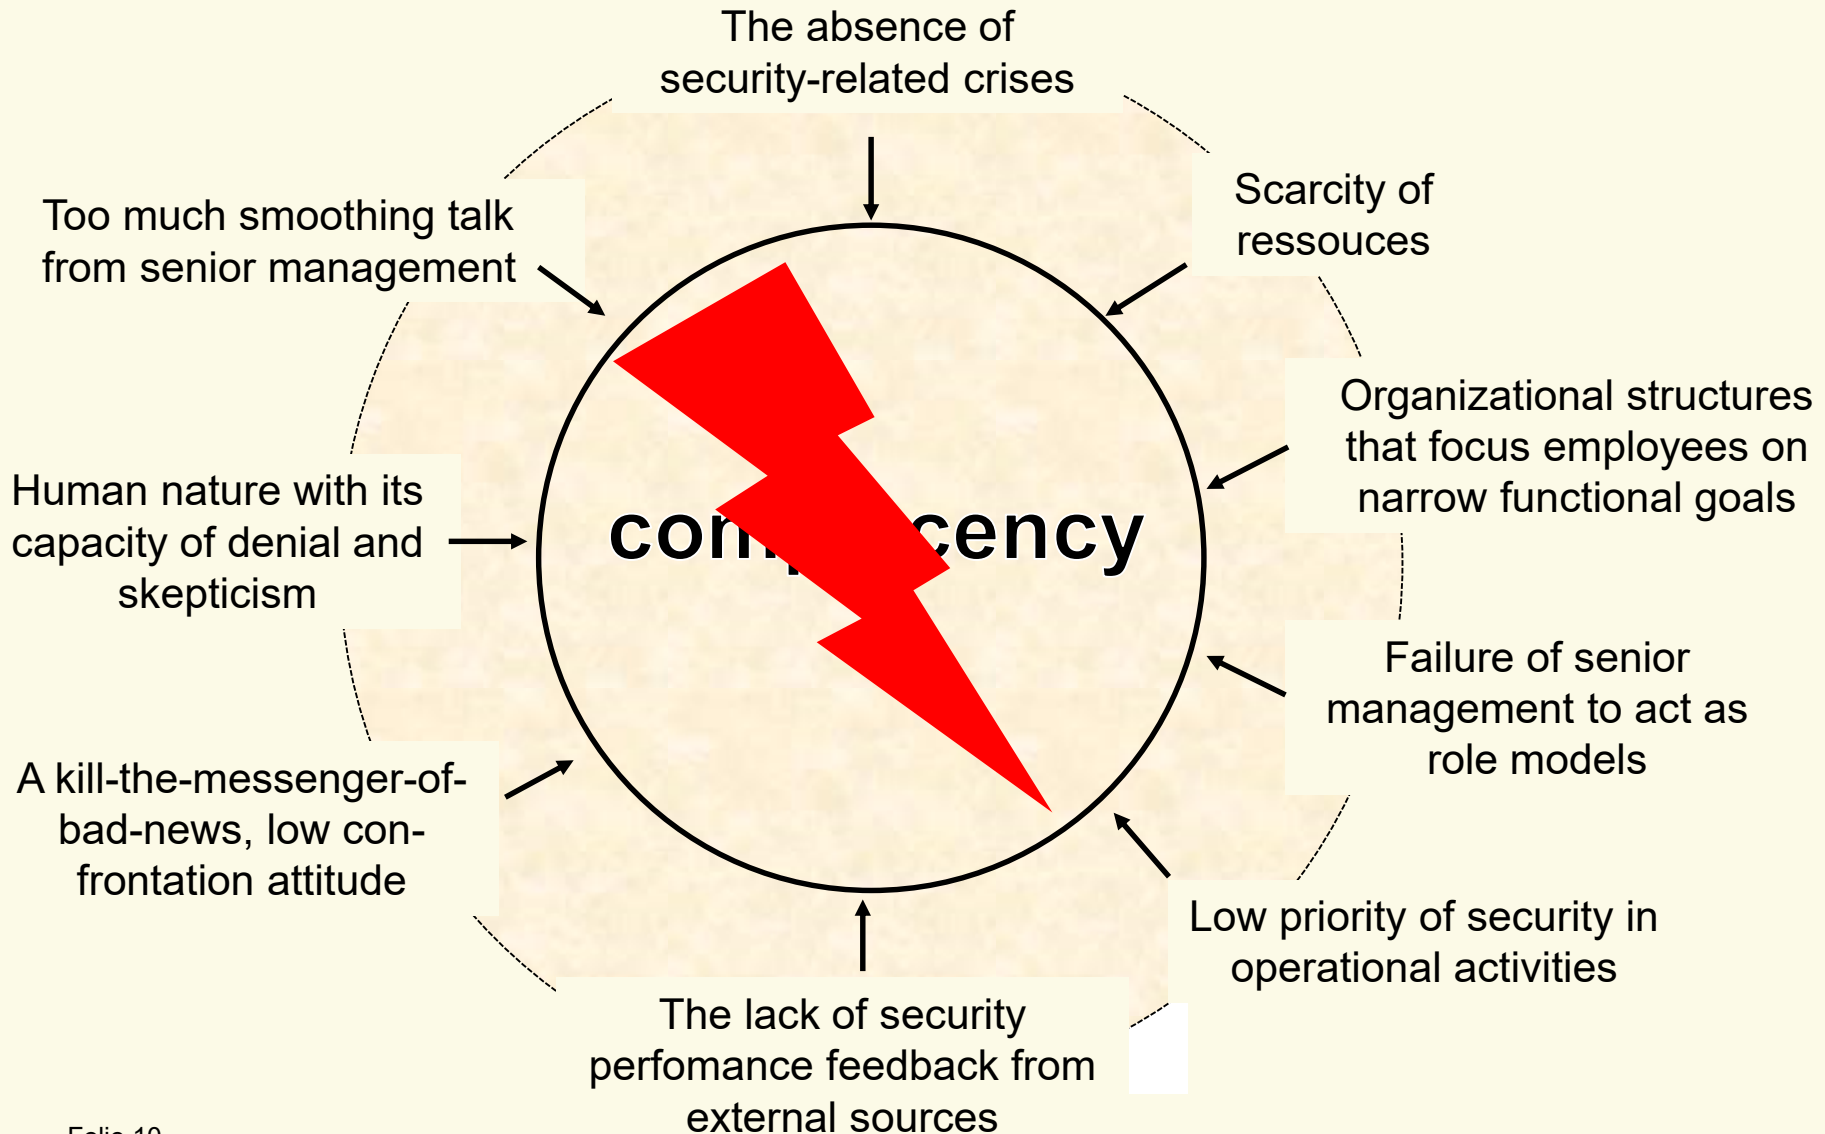 The absence of
security-related crises
Too much smoothing talk
from senior management
Scarcity of
ressouces
Organizational structures
that focus employees on
narrow functional goals
Human nature with its
capacity of denial and
skepticism
Failure of senior
management to act as
role models
A kill-the-messenger-of-
bad-news, low con-
frontation attitude
Low priority of security in
operational activities
The lack of security
perfomance feedback from
external sources